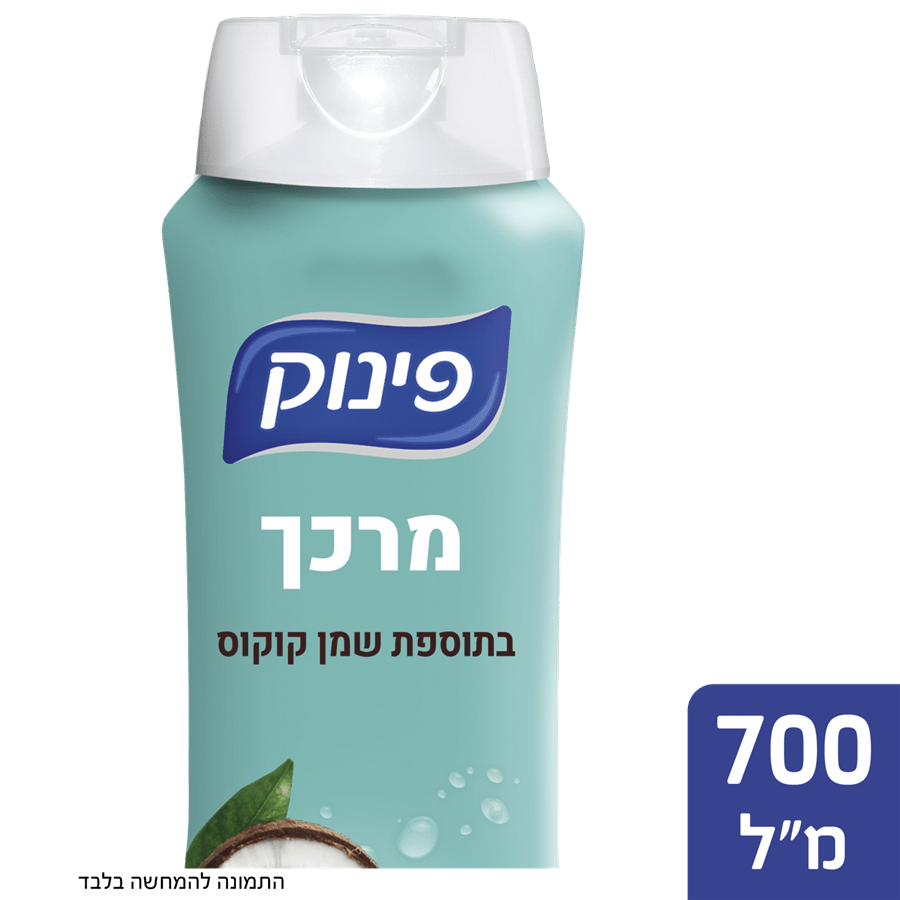 פינוק
מרכך
בתוספת שמן קוקוס
700
מ״ל
התמונה להמחשה בלבד